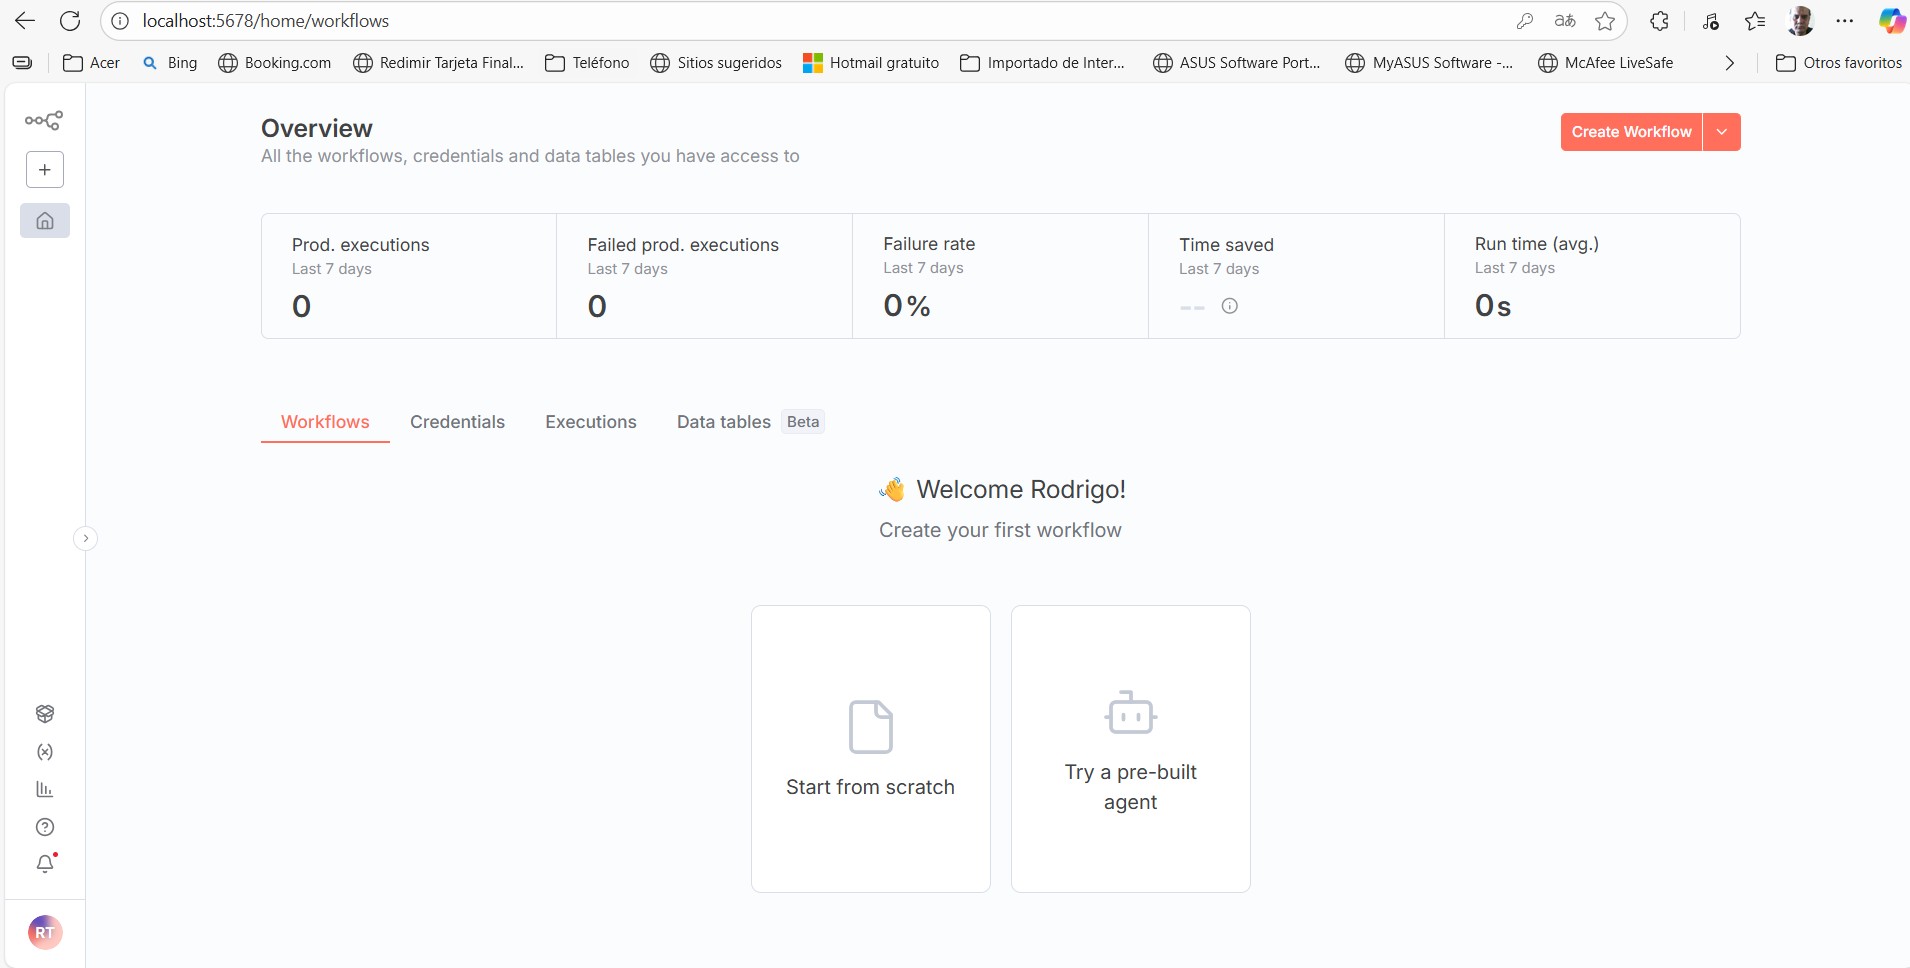 localhost:5678/home/workflows
aあ
Acer
Bing
Booking.com
Redimir Tarjeta Final...
Teléfono
Sitios sugeridos
Hotmail gratuito
Importado de Inter...
ASUS Software Port...
MyASUS Software -...
McAfee LiveSafe
Otros favoritos
Overview
All the workflows, credentials and data tables you have access to
Create Workflow
Prod. executions
Last 7 days
0
Failed prod. executions
Last 7 days
0
Failure rate
Last 7 days
0%
Time saved
Last 7 days
--
Run time (avg.)
Last 7 days
0s
Workflows
Credentials
Executions
Data tables
Beta
👋 Welcome Rodrigo!
Create your first workflow
Start from scratch
Try a pre-built
agent
RT